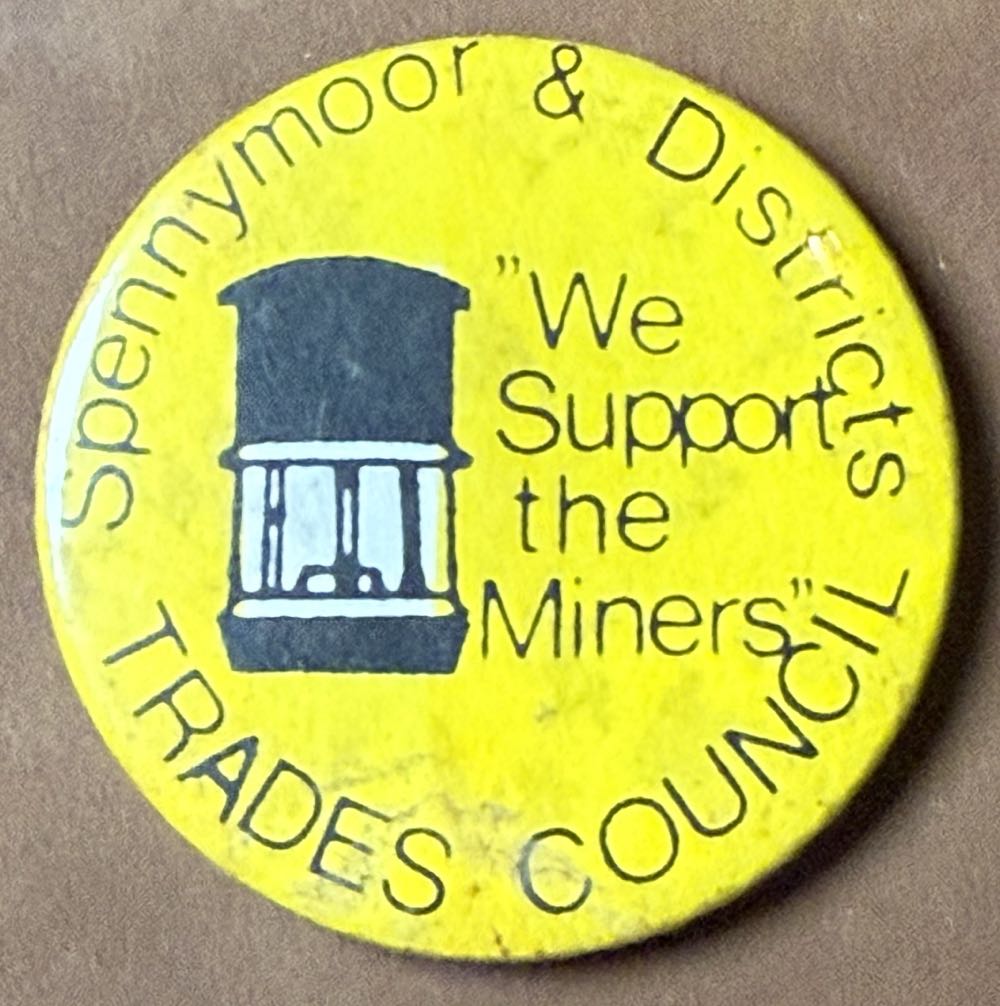 Spennymoor & Districts
"We
Support
the
Miners"
TRADES COUNCIL